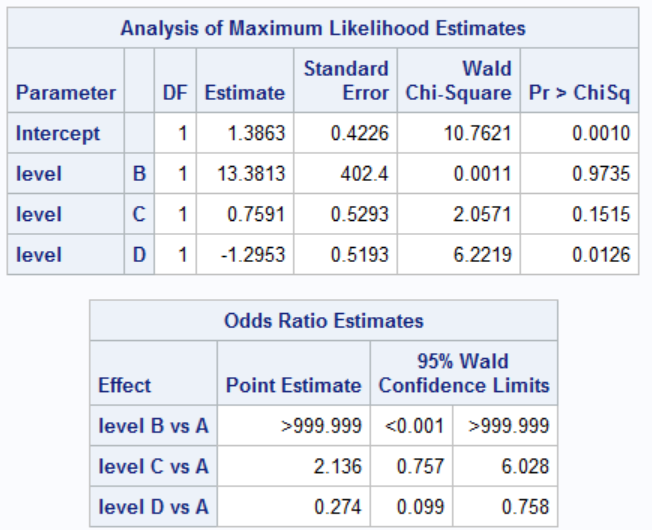 Analysis of Maximum Likelihood Estimates
Parameter DF Estimate Standard Error Wald Chi-Square Pr > ChiSq
Intercept 1 1.3863 0.4226 10.7621 0.0010
level B 1 13.3813 402.4 0.0011 0.9735
level C 1 0.7591 0.5293 2.0571 0.1515
level D 1 -1.2953 0.5193 6.2219 0.0126
Odds Ratio Estimates
Effect Point Estimate 95% Wald Confidence Limits
level B vs A >999.999 <0.001 >999.999
level C vs A 2.136 0.757 6.028
level D vs A 0.274 0.099 0.758